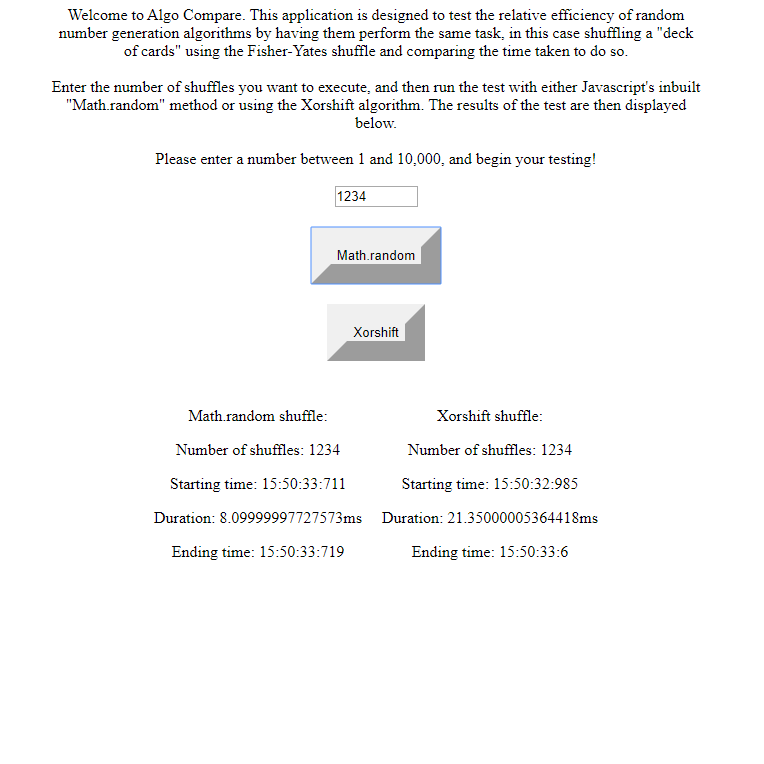 Welcome to Algo Compare. This application is designed to test the relative efficiency of random
number generation algorithms by having them perform the same task, in this case shuffling a "deck
of cards" using the Fisher-Yates shuffle and comparing the time taken to do so.
Enter the number of shuffles you want to execute, and then run the test with either Javascript's inbuilt
"Math.random" method or using the Xorshift algorithm. The results of the test are then displayed
below.
Please enter a number between 1 and 10,000, and begin your testing!
1234
Math.random
Xorshift
Math.random shuffle:
Number of shuffles: 1234
Starting time: 15:50:33:711
Duration: 8.09999997727573ms
Ending time: 15:50:33:719
Xorshift shuffle:
Number of shuffles: 1234
Starting time: 15:50:32:985
Duration: 21.35000005364418ms
Ending time: 15:50:33:6